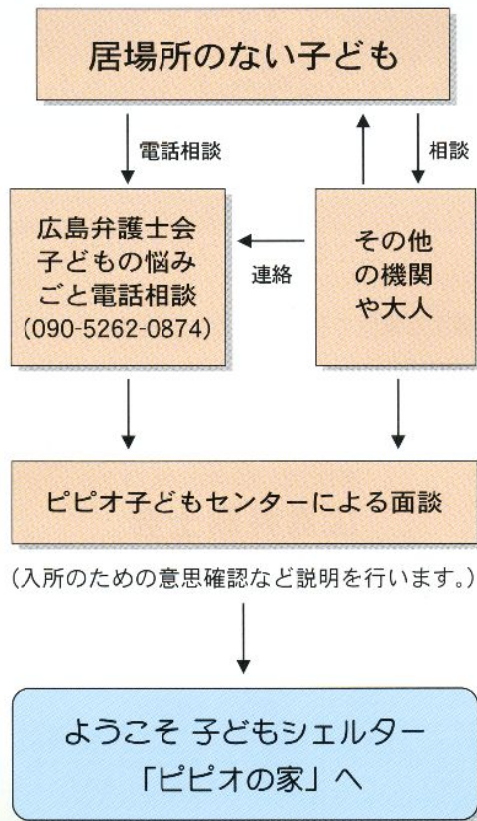 居場所のない子ども
電話相談
相談
広島弁護士会
子どもの悩み
ごと電話相談
(090-5262-0874)
連絡
その他
の機関
や大人
ピピオ子どもセンターによる面談
(入所のための意思確認など説明を行います。)
ようこそ 子どもシェルター
「ピピオの家」へ